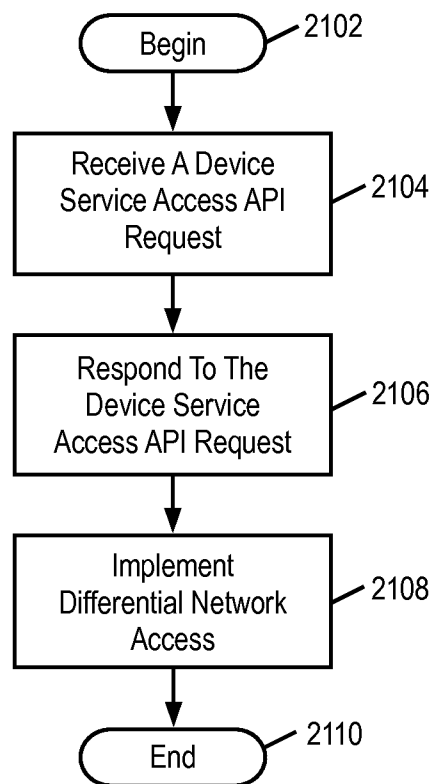 Begin
2102
Receive A Device
Service Access API
Request
2104
Respond To The
Device Service
Access API Request
2106
Implement
Differential Network
Access
2108
End
2110